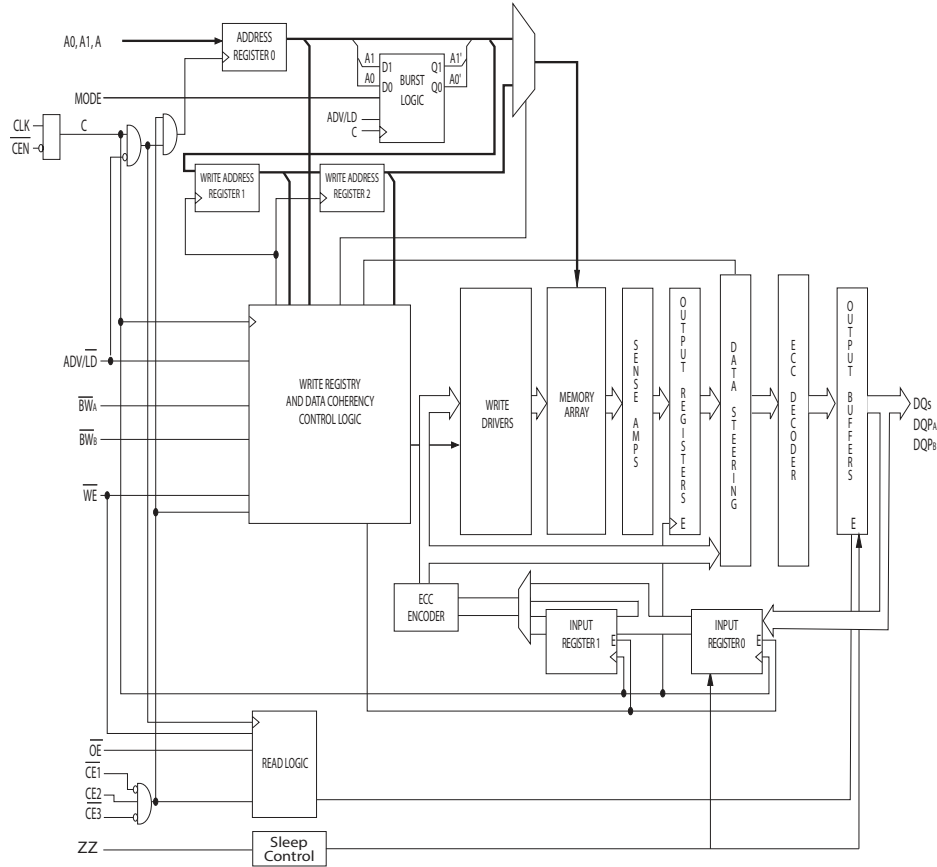 A0, A1, A
ADDRESS
REGISTER 0
A1
A0
D1
D0
BURST
LOGIC
Q1
Q0
A1'
A0'
MODE
ADV/LD
C
CLK
CEN
C
WRITE ADDRESS
REGISTER 1
WRITE ADDRESS
REGISTER 2
ADV/LD
BWA
BWB
WE
WRITE REGISTRY
AND DATA COHERENCY
CONTROL LOGIC
WRITE
DRIVERS
MEMORY
ARRAY
SENSE AMPS
OUTPUT REGISTERS
E
DATA STEERING
ECC DECODER
OUTPUT BUFFERS
E
DQs
DQPA
DQPB
ECC
ENCODER
INPUT
REGISTER 1
E
INPUT
REGISTER 0
E
OE
CE1
CE2
CE3
READ LOGIC
ZZ
Sleep
Control